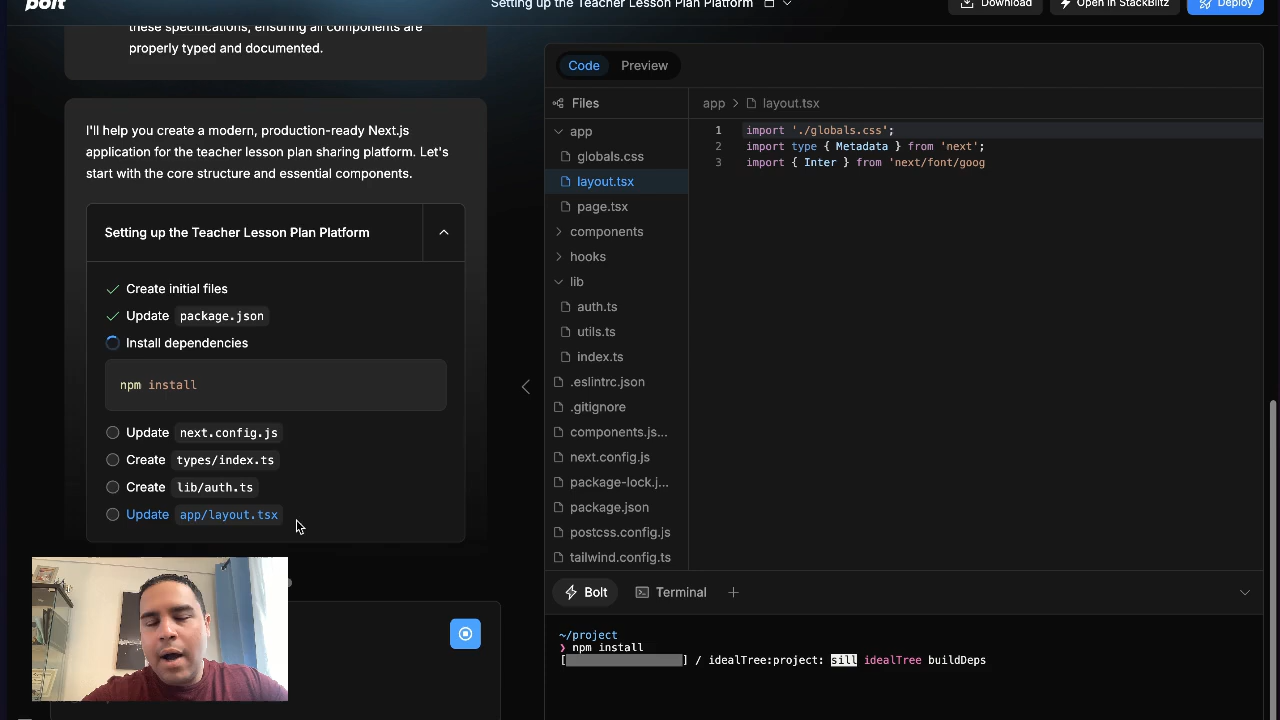 bolt
Setting up the Teacher Lesson Plan Platform
Download
Open in StackBlitz
Deploy
these specifications, ensuring all components are
properly typed and documented.
I'll help you create a modern, production-ready Next.js
application for the teacher lesson plan sharing platform. Let's
start with the core structure and essential components.
Setting up the Teacher Lesson Plan Platform
Create initial files
Update package.json
Install dependencies
npm install
Update next.config.js
Create types/index.ts
Create lib/auth.ts
Update app/layout.tsx
Code Preview
Files
app
globals.css
layout.tsx
page.tsx
components
hooks
lib
auth.ts
utils.ts
index.ts
.eslintrc.json
.gitignore
components.js...
next.config.js
package-lock.j...
package.json
postcss.config.js
tailwind.config.ts
app > layout.tsx
1 import './globals.css';
2 import type { Metadata } from 'next';
3 import { Inter } from 'next/font/goog
Bolt Terminal +
~/project
❯ npm install
[ ] / idealTree:project: sill idealTree buildDeps